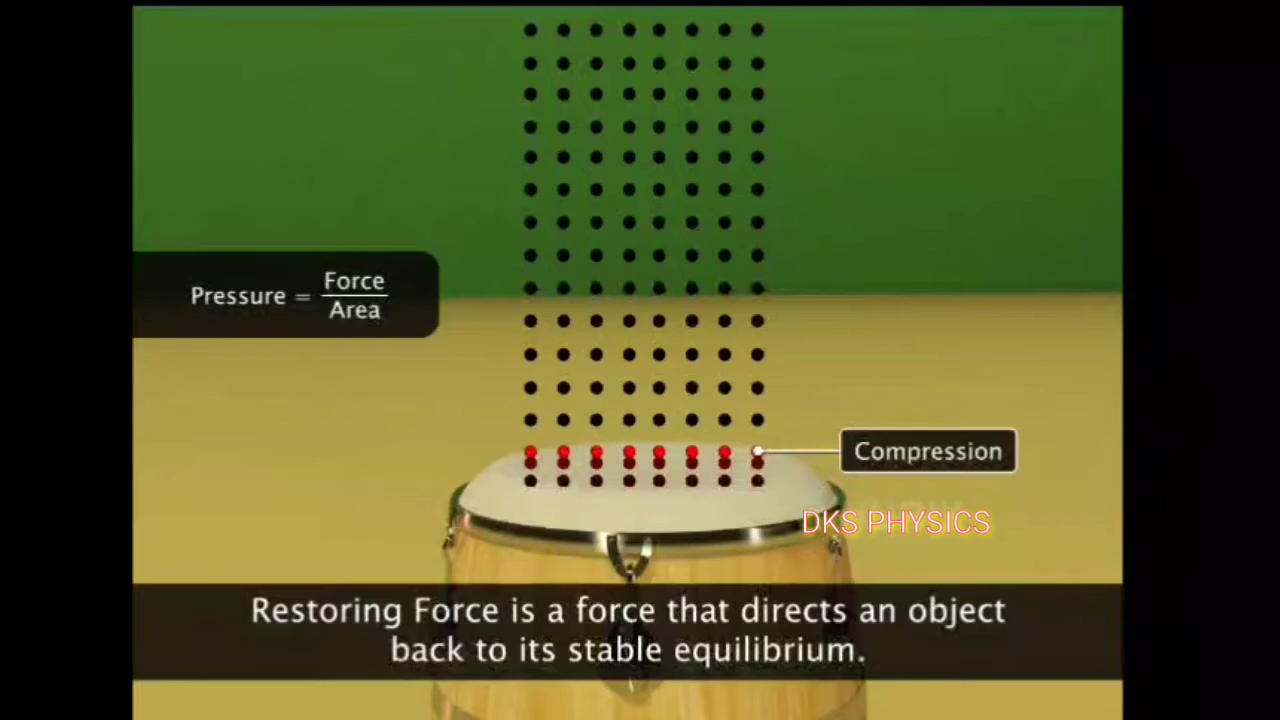 Pressure = Force
Area
Compression
DKS PHYSICS
Restoring Force is a force that directs an object
back to its stable equilibrium.